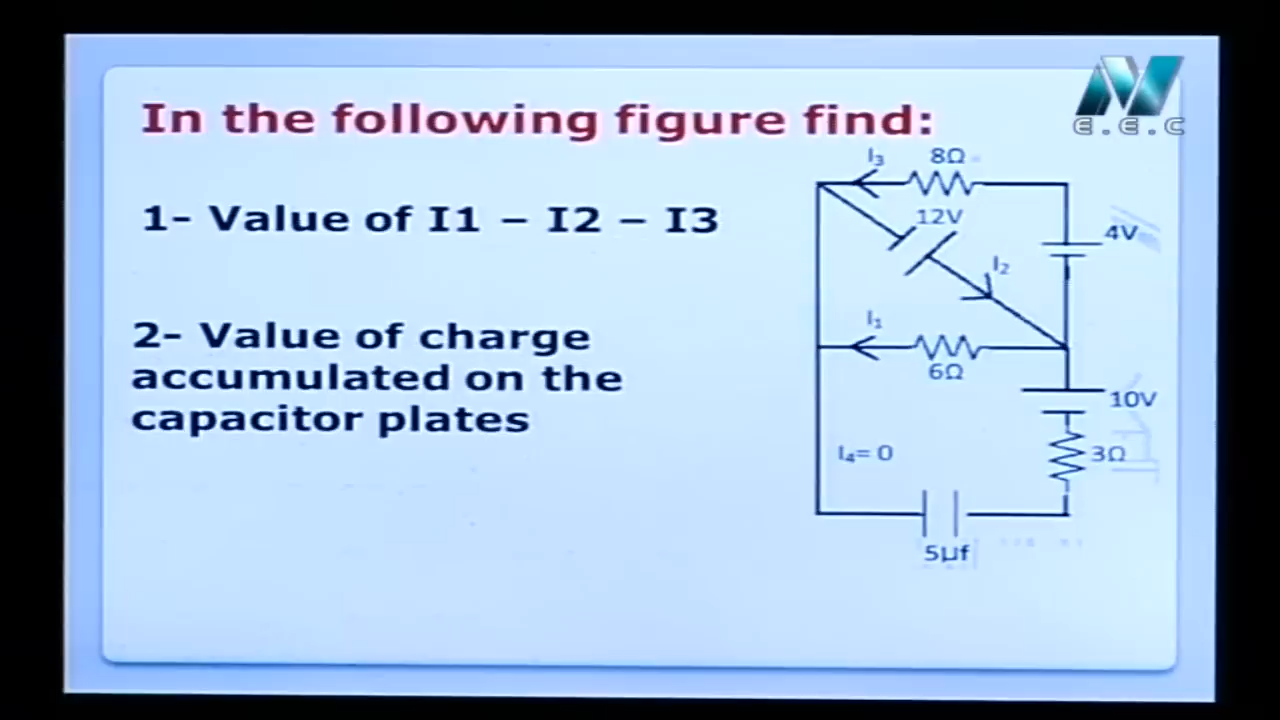 In the following figure find:
E.E.C
1- Value of I1 – I2 – I3
2- Value of charge
accumulated on the
capacitor plates
I₃ 8Ω
12V
4V
I₂
I₁
6Ω
10V
I₄= 0
3Ω
5µf